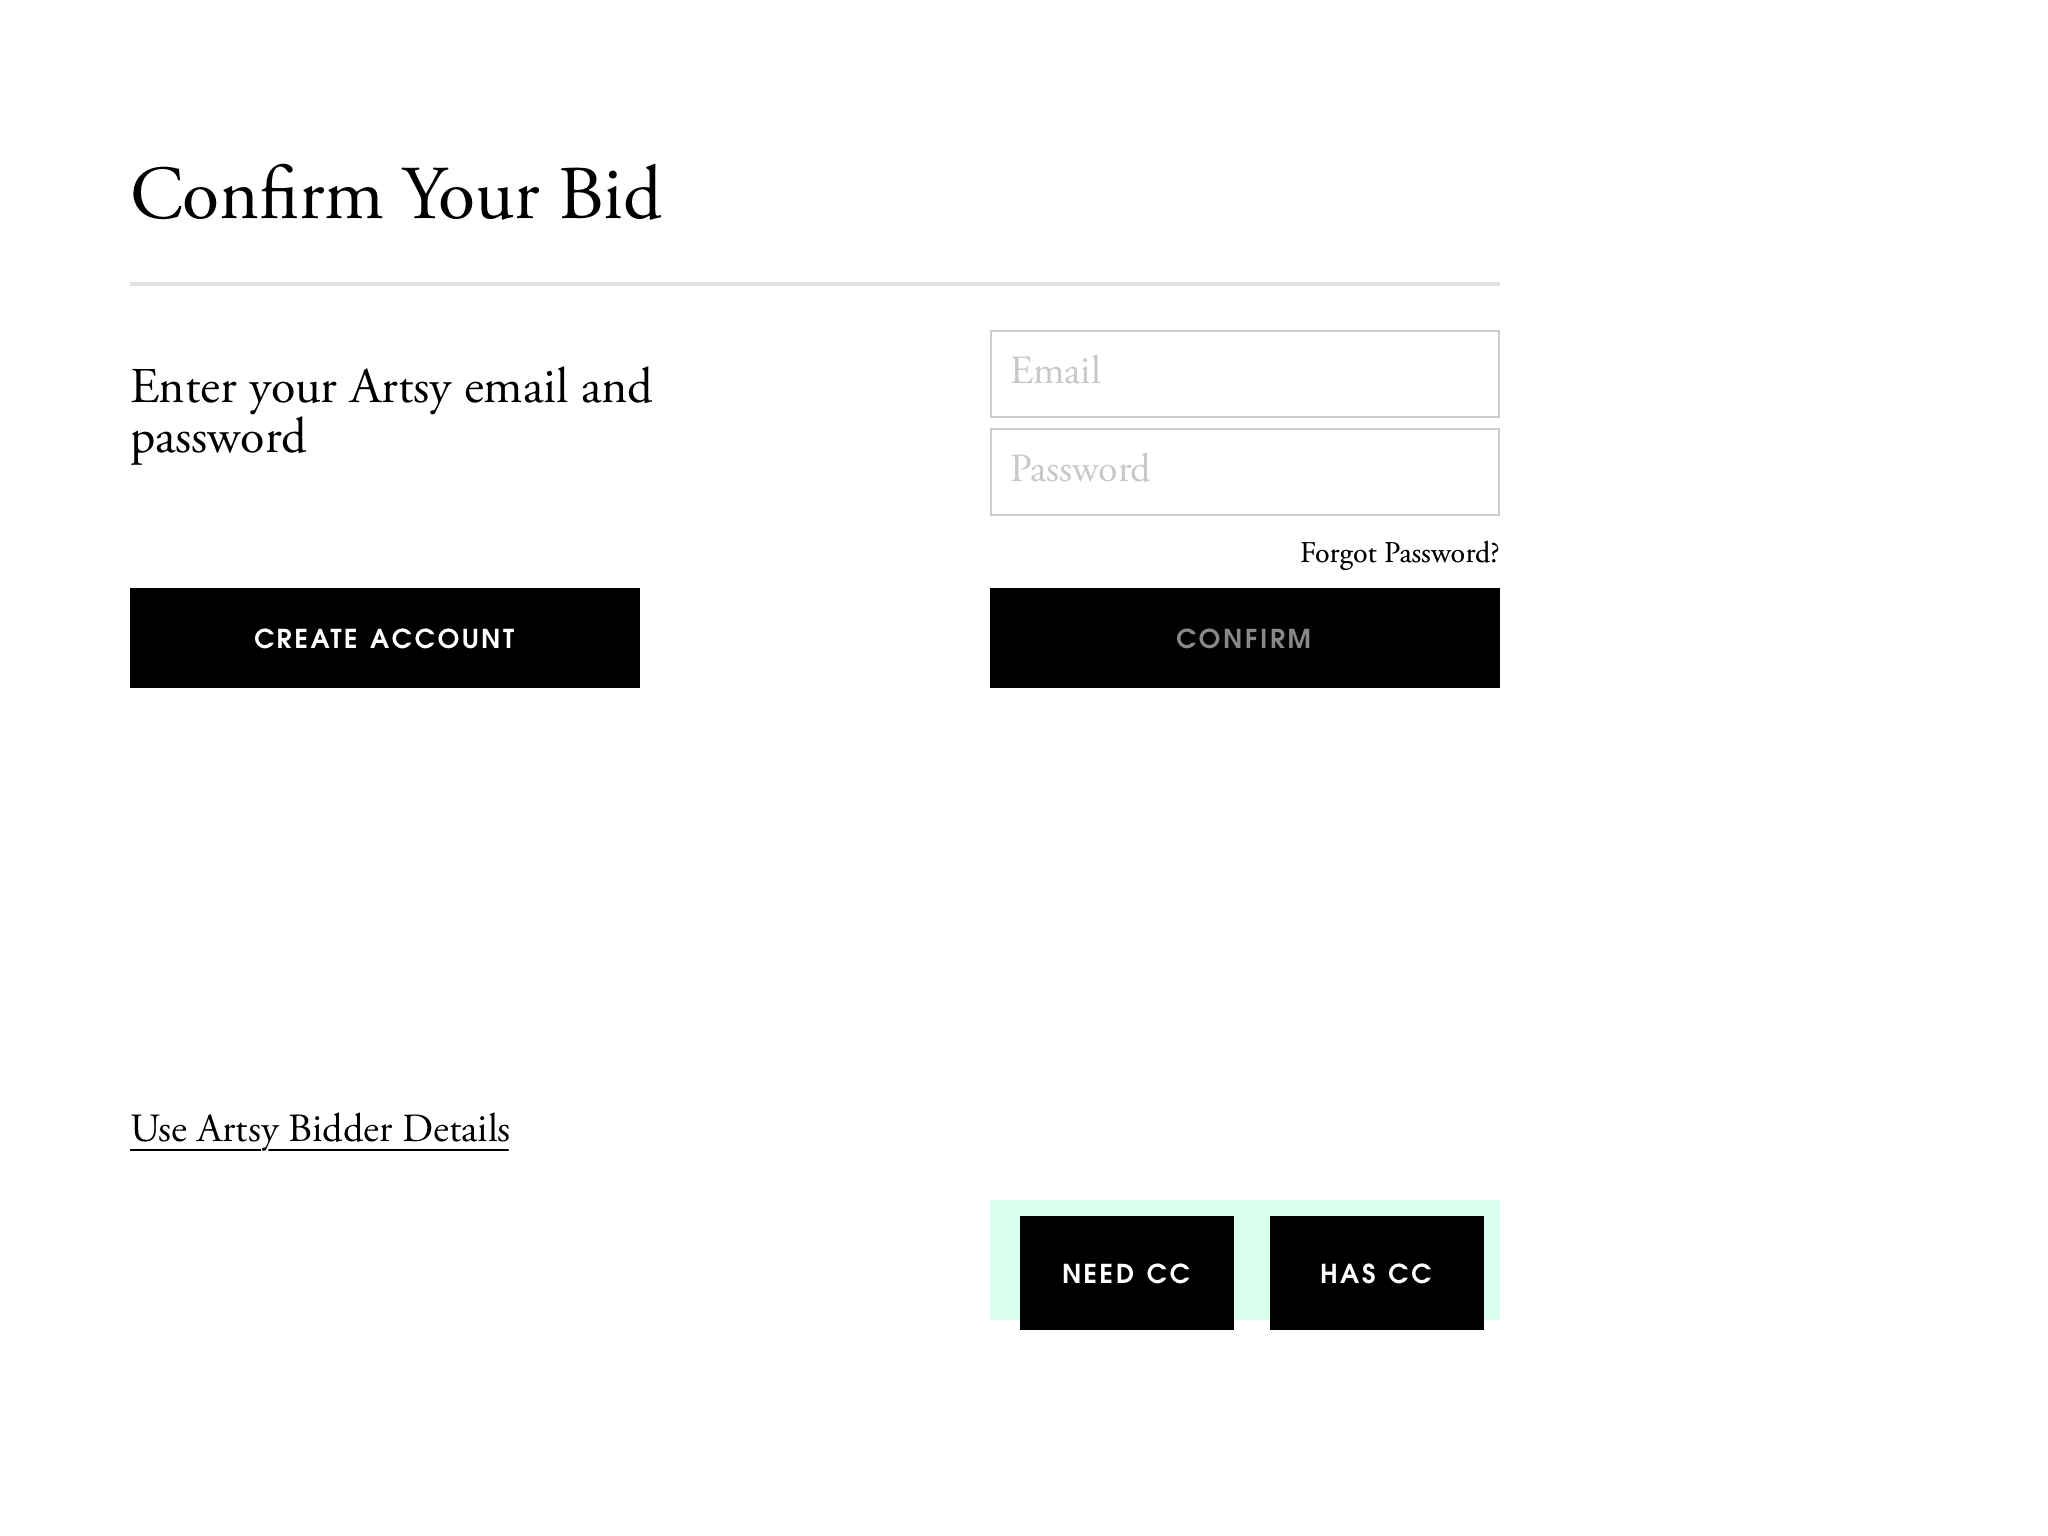 Confirm Your Bid
Enter your Artsy email and
password
Email
Password
Forgot Password?
CREATE ACCOUNT
CONFIRM
Use Artsy Bidder Details
NEED CC
HAS CC